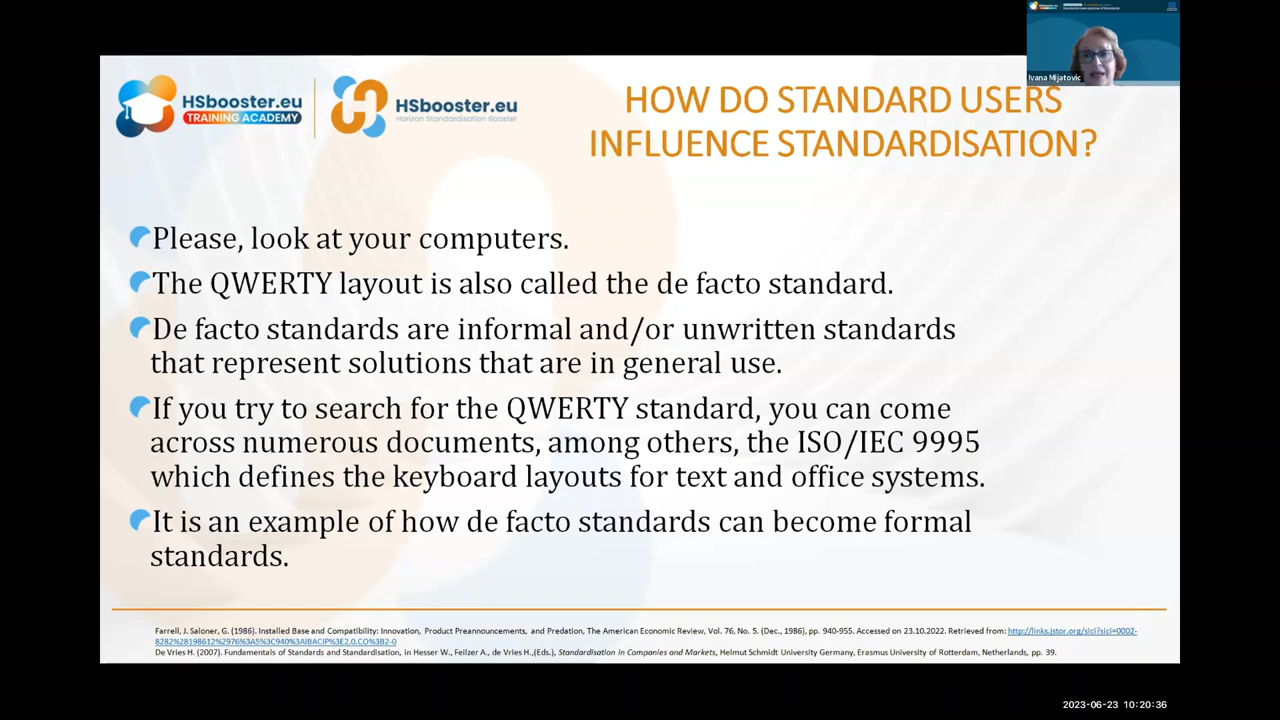 Ivana Mijatovic
HSbooster.eu
TRAINING ACADEMY
HSbooster.eu
Horizon Standardisation Booster
HOW DO STANDARD USERS
INFLUENCE STANDARDISATION?
Please, look at your computers.
The QWERTY layout is also called the de facto standard.
De facto standards are informal and/or unwritten standards
that represent solutions that are in general use.
If you try to search for the QWERTY standard, you can come
across numerous documents, among others, the ISO/IEC 9995
which defines the keyboard layouts for text and office systems.
It is an example of how de facto standards can become formal
standards.
Farrell, J. Saloner, G. (1986). Installed Base and Compatibility: Innovation, Product Preannouncements, and Predation, The American Economic Review, Vol. 76, No. 5. (Dec., 1986), pp. 940-955. Accessed on 23.10.2022. Retrieved from: http://links.jstor.org/sici?sici=0002-
8282%28198612%2976%3A5%3C940%3AIBACIP%3E2.0.CO%3B2-0
De Vries H. (2007). Fundamentals of Standards and Standardisation, in Hesser W., Feilzer A., de Vries H.,(Eds.), Standardisation in Companies and Markets, Helmut Schmidt University Germany, Erasmus University of Rotterdam, Netherlands, pp. 39.
2023-06-23 10:20:36